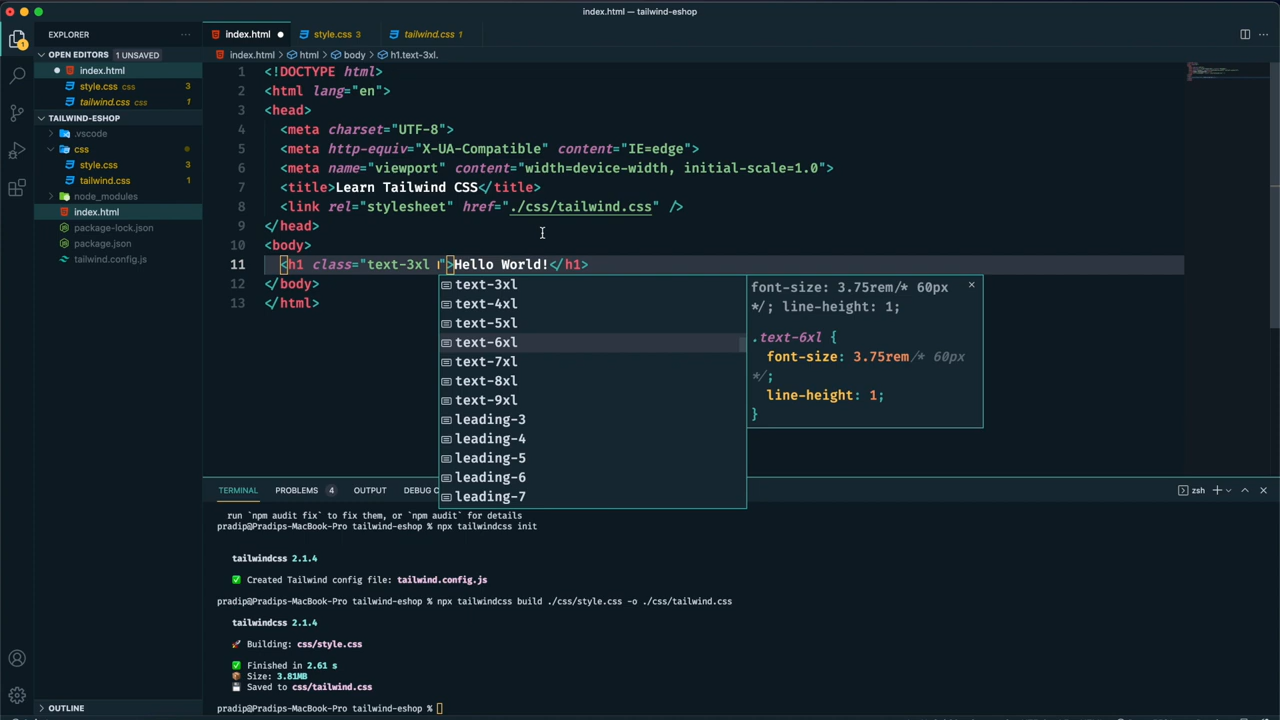 index.html — tailwind-eshop
EXPLORER
index.html
style.css 3
tailwind.css 1
OPEN EDITORS 1 UNSAVED
index.html > html > body > h1.text-3xl.
index.html
style.css css 3
tailwind.css css 1
TAILWIND-ESHOP
.vscode
css
style.css 3
tailwind.css 1
node_modules
index.html
package-lock.json
package.json
tailwind.config.js
OUTLINE
1 <!DOCTYPE html>
2 <html lang="en">
3 <head>
4 <meta charset="UTF-8">
5 <meta http-equiv="X-UA-Compatible" content="IE=edge">
6 <meta name="viewport" content="width=device-width, initial-scale=1.0">
7 <title>Learn Tailwind CSS</title>
8 <link rel="stylesheet" href="./css/tailwind.css" />
9 </head>
10 <body>
11 <h1 class="text-3xl ">Hello World!</h1>
12 </body>
13 </html>
text-3xl
text-4xl
text-5xl
text-6xl
text-7xl
text-8xl
text-9xl
leading-3
leading-4
leading-5
leading-6
leading-7
font-size: 3.75rem/* 60px
*/; line-height: 1;
.text-6xl {
font-size: 3.75rem/* 60px
*/;
line-height: 1;
}
TERMINAL PROBLEMS 4 OUTPUT DEBUG C
zsh
run `npm audit fix` to fix them, or `npm audit` for details
pradip@Pradips-MacBook-Pro tailwind-eshop % npx tailwindcss init
tailwindcss 2.1.4
✅ Created Tailwind config file: tailwind.config.js
pradip@Pradips-MacBook-Pro tailwind-eshop % npx tailwindcss build ./css/style.css -o ./css/tailwind.css
tailwindcss 2.1.4
🚀 Building: css/style.css
✅ Finished in 2.61 s
📦 Size: 3.81MB
💾 Saved to css/tailwind.css
pradip@Pradips-MacBook-Pro tailwind-eshop %